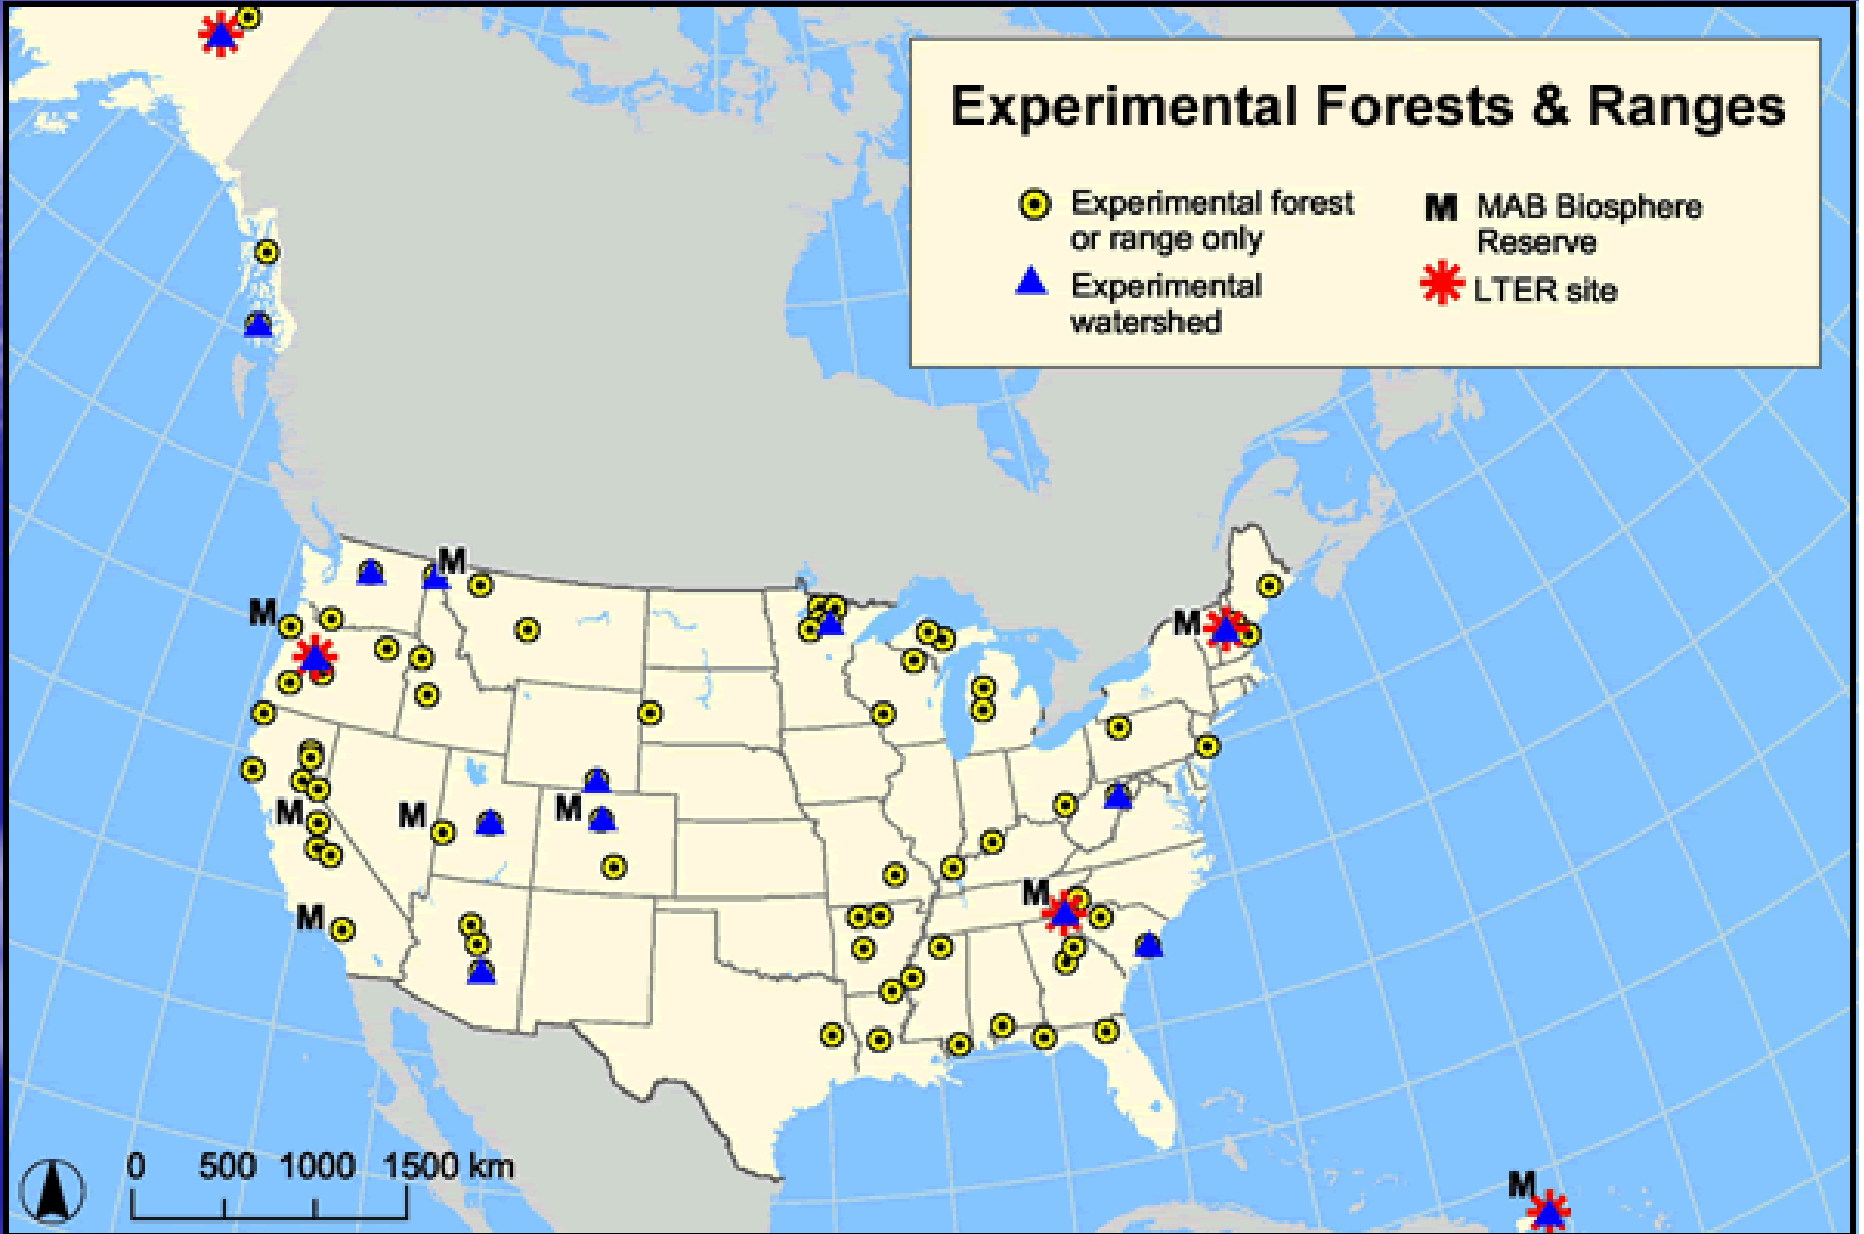 Experimental Forests & Ranges
Experimental forest
or range only
M MAB Biosphere
Reserve
Experimental
watershed
LTER site
M
M
M
M
M
M
M
M
M
M
0 500 1000 1500 km